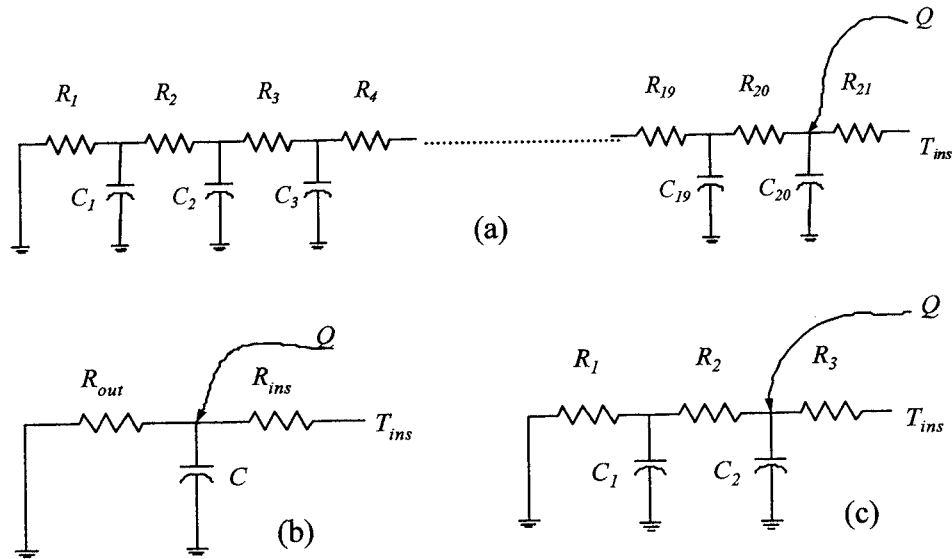 Q
R1 R2 R3 R4 R19 R20 R21
Tins
C1 C2 C3 C19 C20
(a)
Q Q
Rout Rins R1 R2 R3
Tins Tins
C C1 C2
(b) (c)